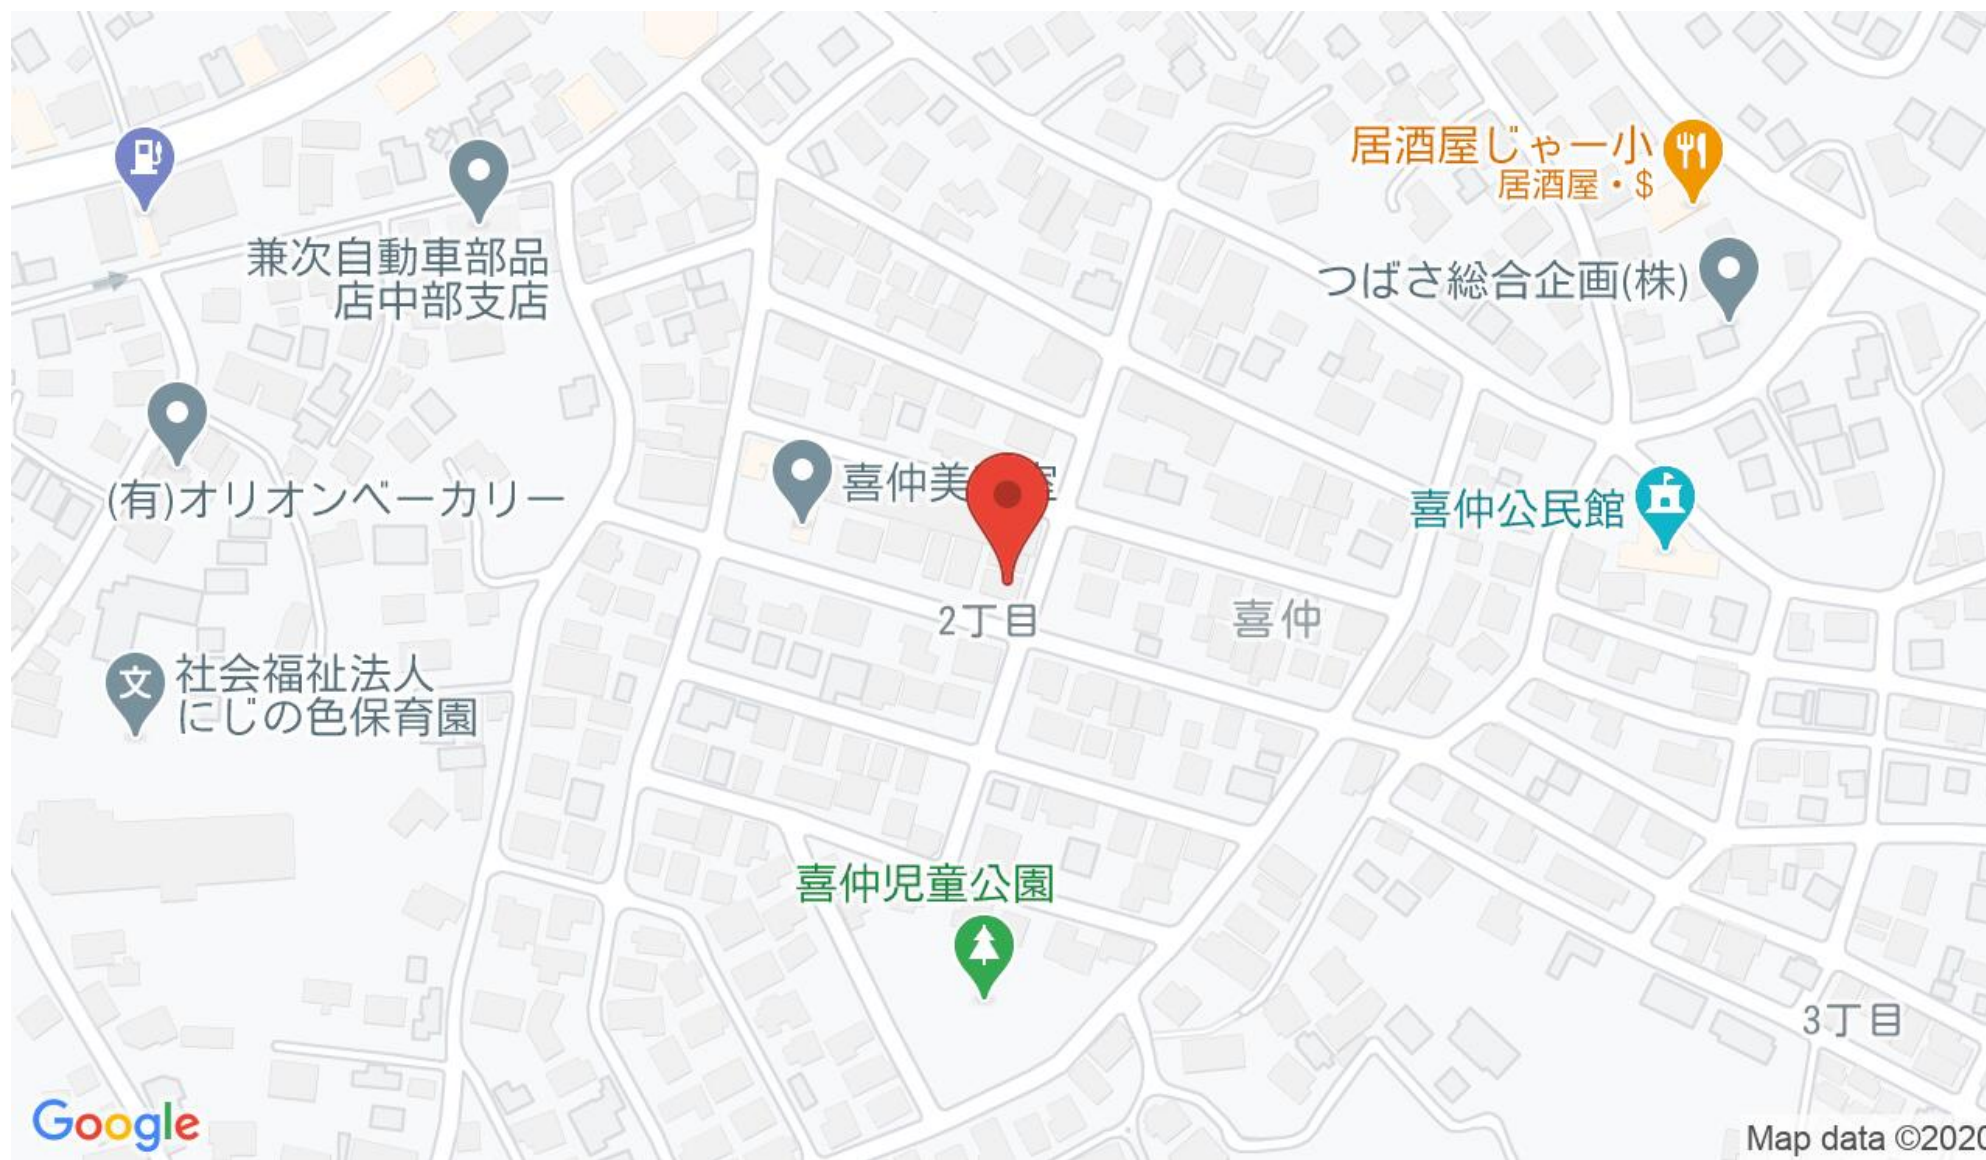 居酒屋じゃー小
居酒屋・$
兼次自動車部品
店中部支店
つばさ総合企画(株)
(有)オリオンベーカリー
喜仲美
喜仲公民館
2丁目
喜仲
社会福祉法人
にじの色保育園
喜仲児童公園
3丁目
Google
Map data ©2020